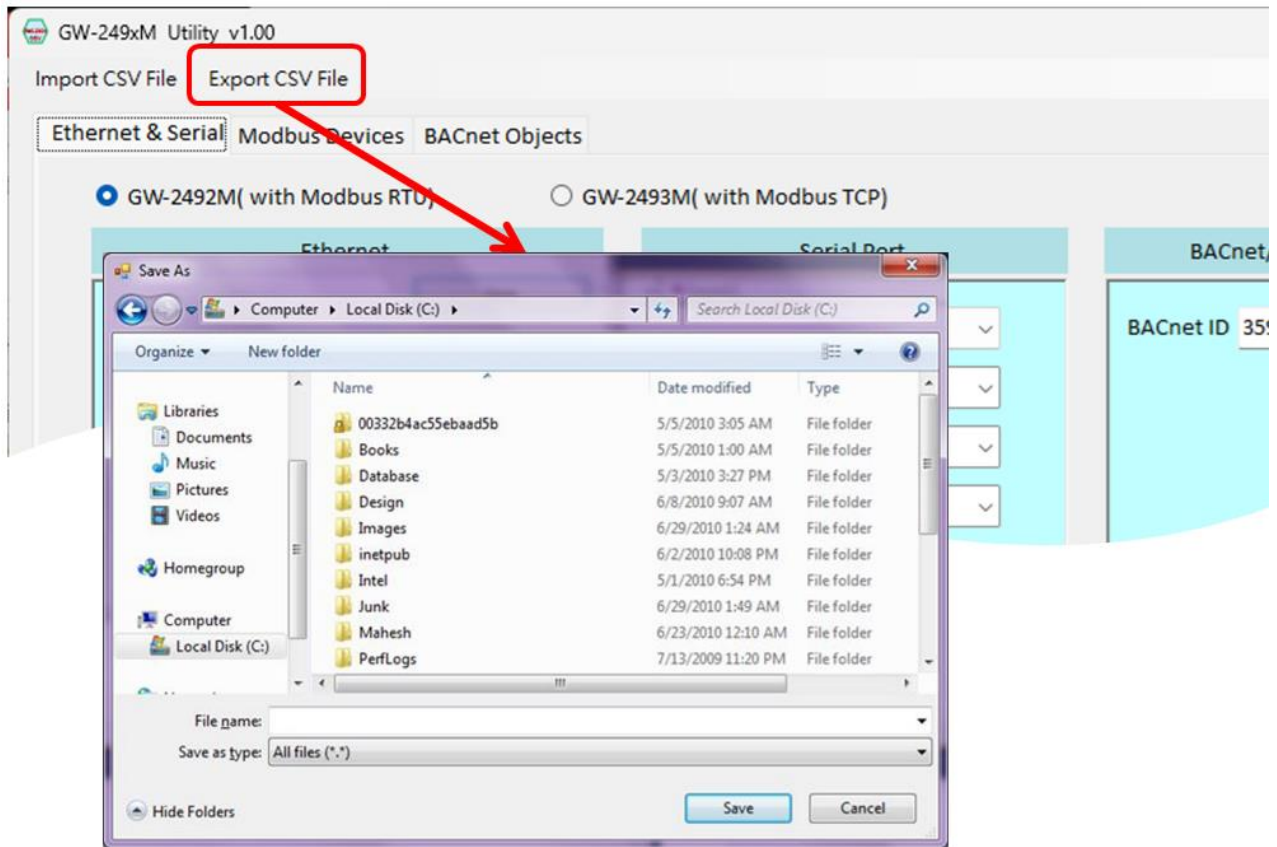 GW-249xM Utility v1.00
Import CSV File Export CSV File
Ethernet & Serial Modbus Devices BACnet Objects
GW-2492M( with Modbus RTU) GW-2493M( with Modbus TCP)
Ethernet Serial Port BACnet/
Save As
Computer Local Disk (C:) Search Local Disk (C:)
BACnet ID 359
Organize New folder
Name Date modified Type
Libraries
Documents
Music
Pictures
Videos
Homegroup
Computer
Local Disk (C:)
00332b4ac55ebaad5b 5/5/2010 3:05 AM File folder
Books 5/5/2010 1:00 AM File folder
Database 5/3/2010 3:27 PM File folder
Design 6/8/2010 9:07 AM File folder
Images 6/29/2010 1:24 AM File folder
inetpub 6/2/2010 10:08 PM File folder
Intel 5/1/2010 6:54 PM File folder
Junk 6/29/2010 1:49 AM File folder
Mahesh 6/23/2010 12:10 AM File folder
PerfLogs 7/13/2009 11:20 PM File folder
File name:
Save as type: All files (*.*)
Hide Folders Save Cancel